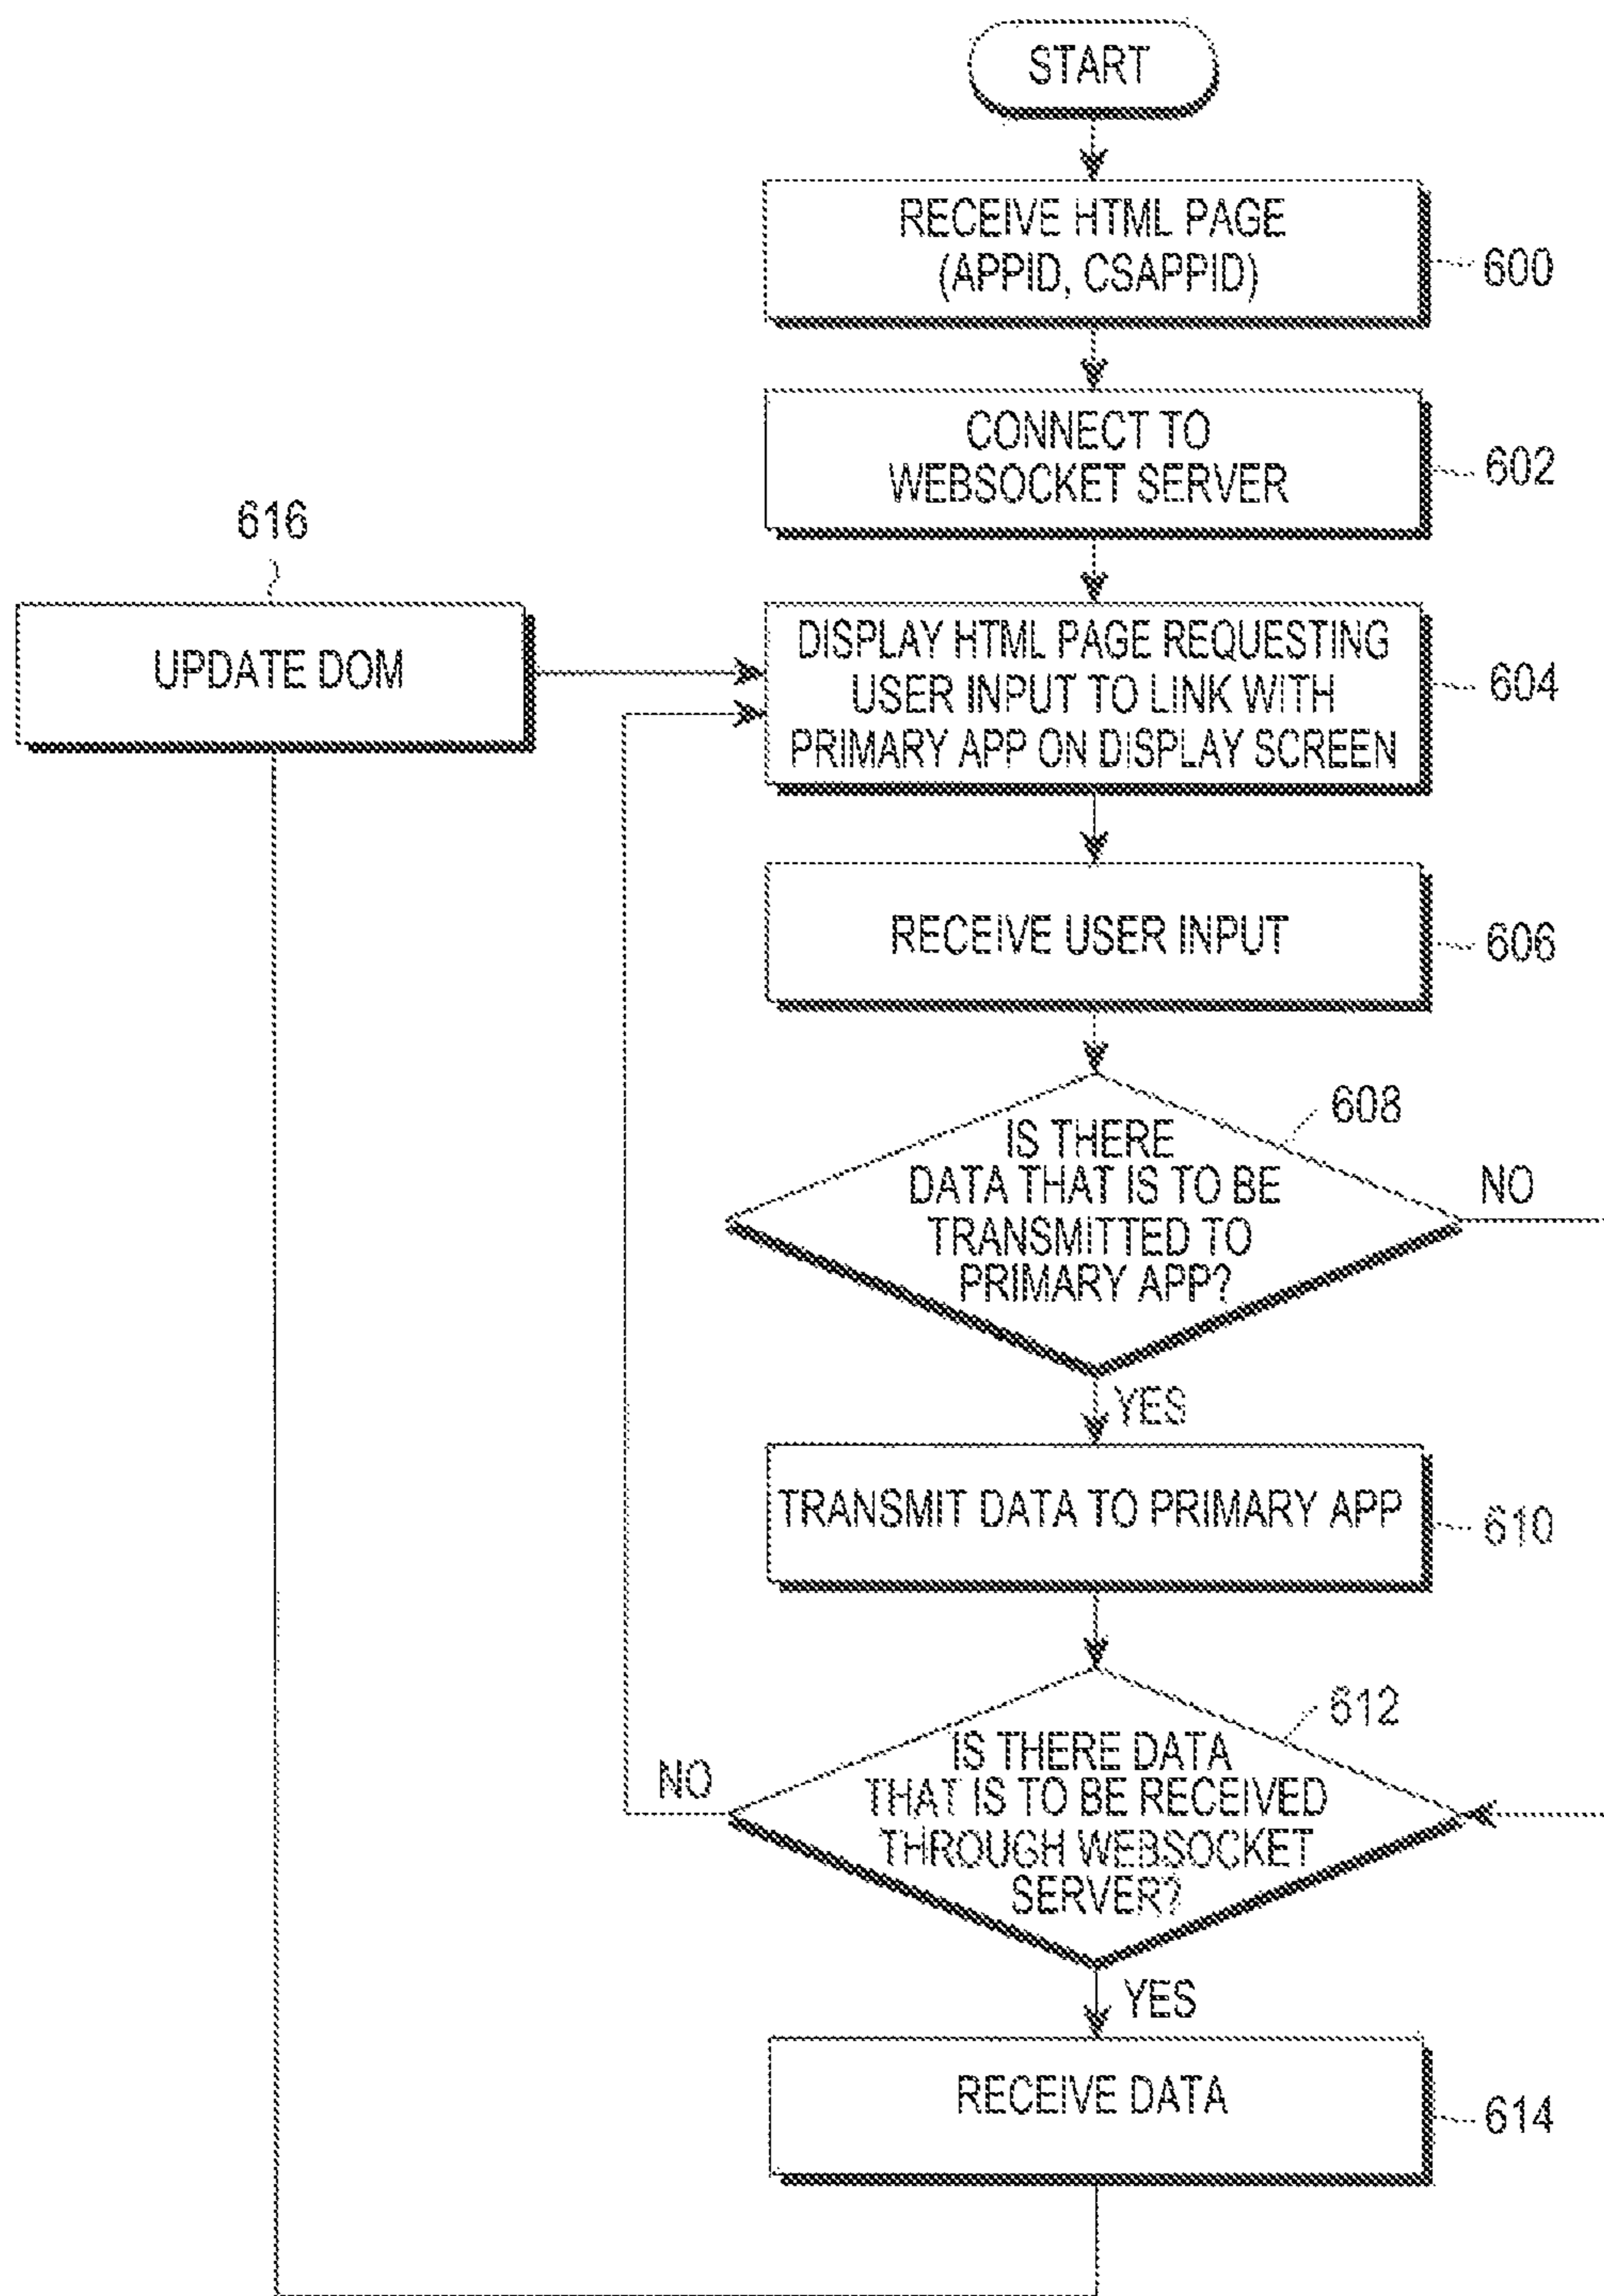 START
RECEIVE HTML PAGE
(APPID, CSAPPID)
600
CONNECT TO
WEBSOCKET SERVER
602
616
UPDATE DOM
DISPLAY HTML PAGE REQUESTING
USER INPUT TO LINK WITH
PRIMARY APP ON DISPLAY SCREEN
604
RECEIVE USER INPUT
606
608
IS THERE
DATA THAT IS TO BE
TRANSMITTED TO
PRIMARY APP?
NO
YES
TRANSMIT DATA TO PRIMARY APP
610
612
IS THERE DATA
THAT IS TO BE RECEIVED
THROUGH WEBSOCKET
SERVER?
NO
YES
RECEIVE DATA
614